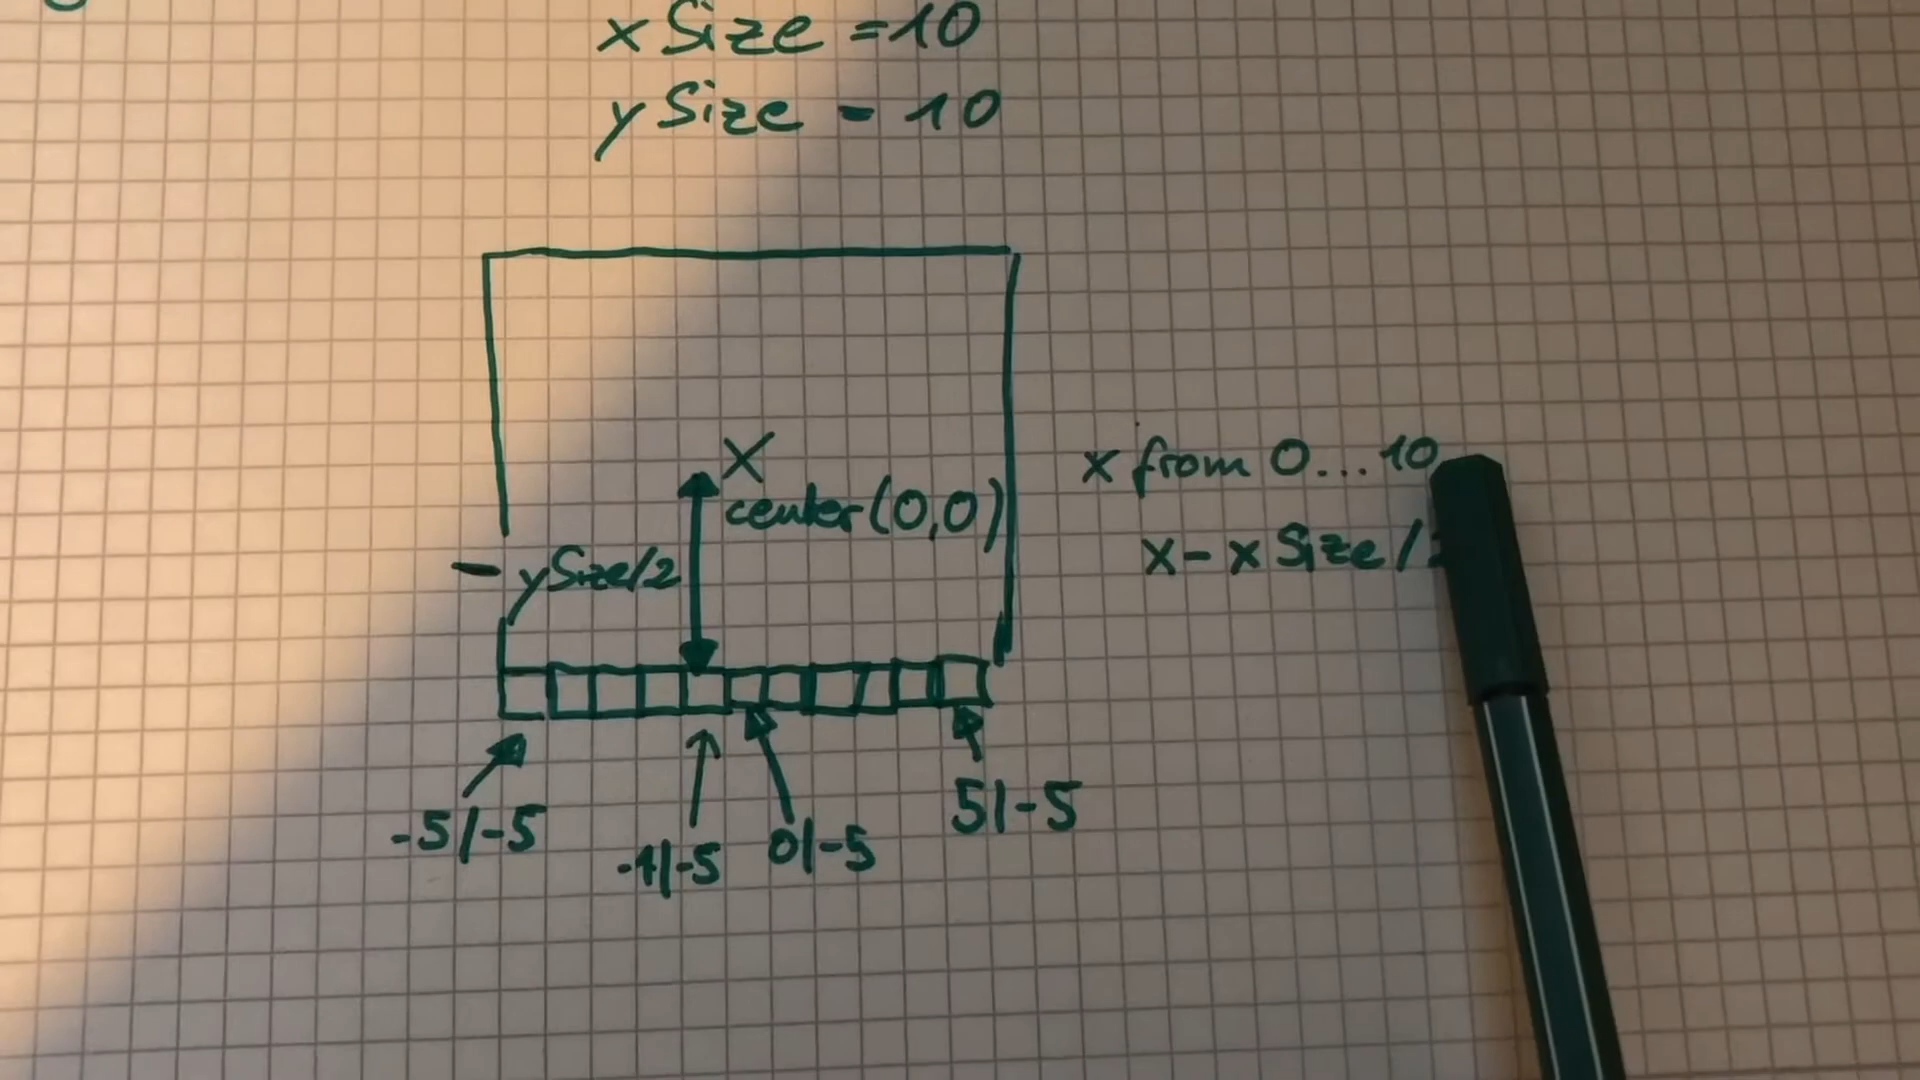 xSize = 10
ySize = 10
X
center (0,0)
- ySize/2
x from 0...10
x - xSize /
-5/-5
-1/-5
0/-5
5/-5